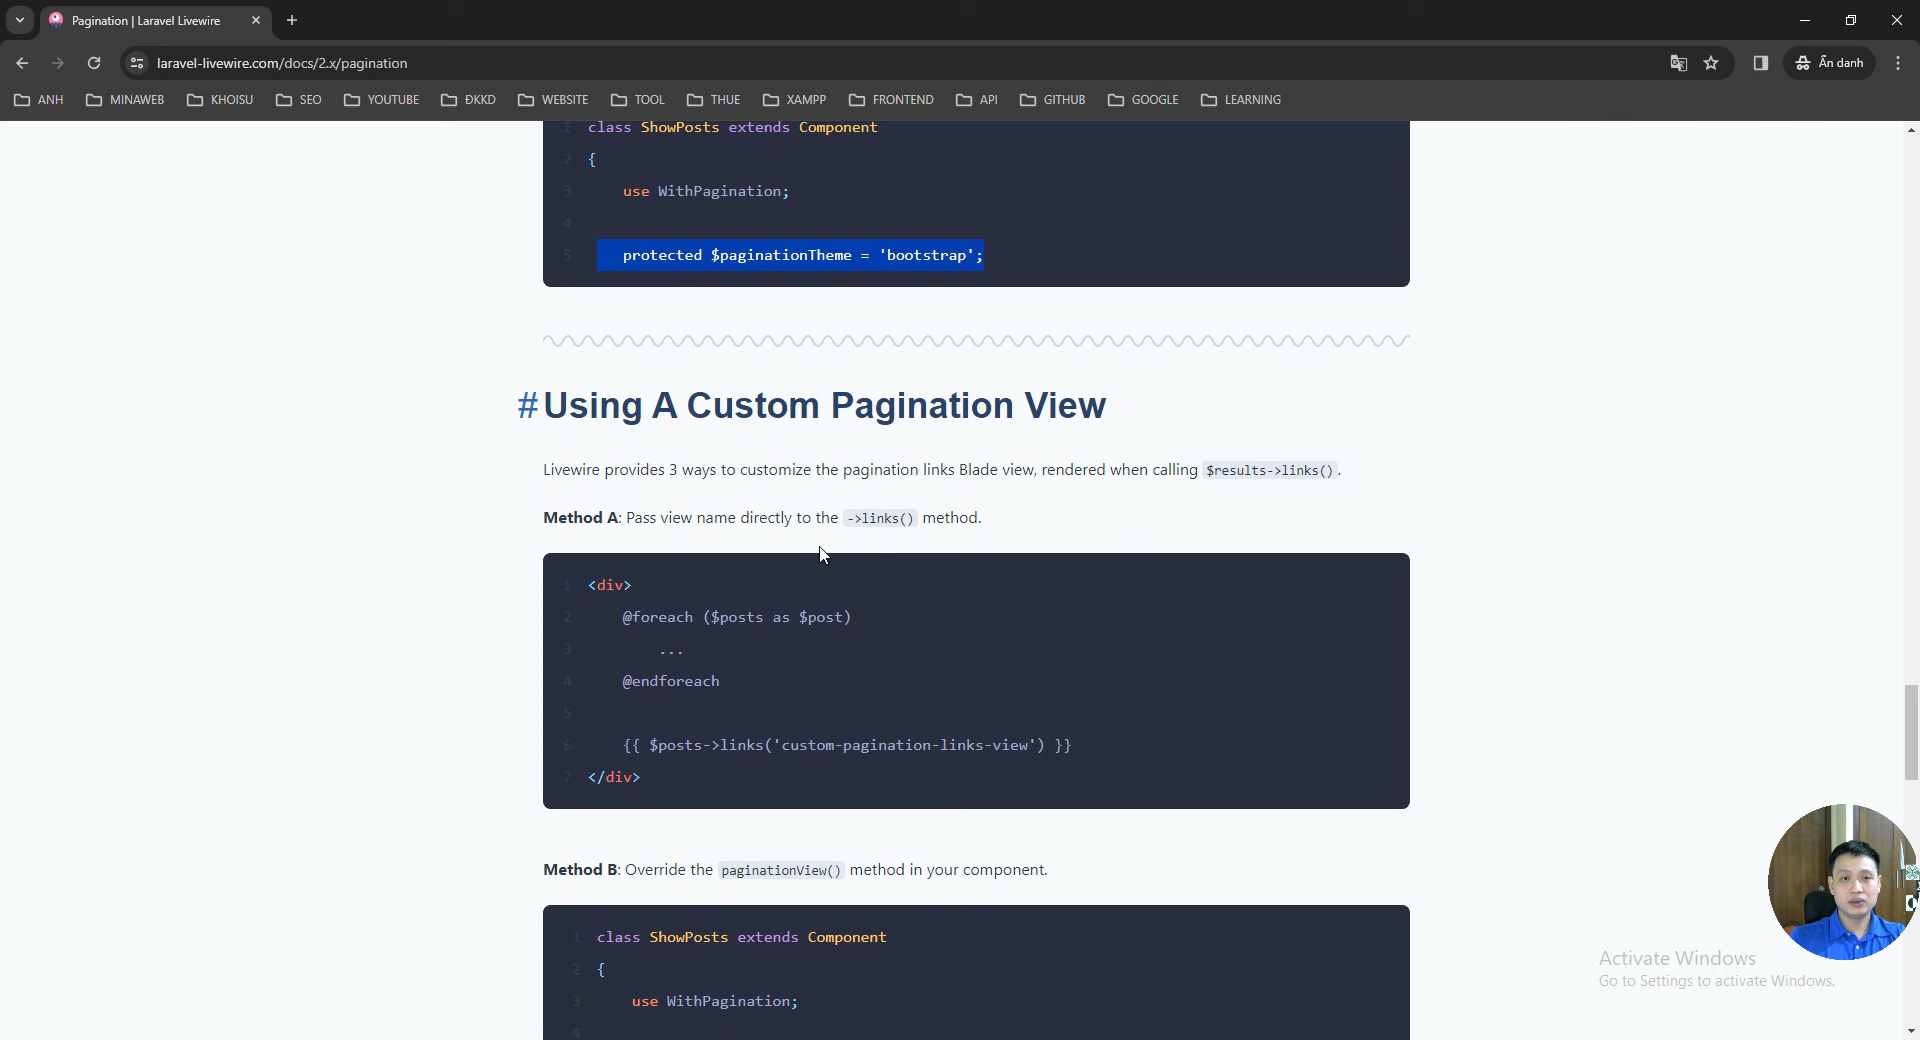 Pagination | Laravel Livewire
laravel-livewire.com/docs/2.x/pagination
Ẩn danh
ANH MINAWEB KHOISU SEO YOUTUBE ĐKKD WEBSITE TOOL THUE XAMPP FRONTEND API GITHUB GOOGLE LEARNING
1 class ShowPosts extends Component
2 {
3 use WithPagination;
4
5 protected $paginationTheme = 'bootstrap';
#Using A Custom Pagination View
Livewire provides 3 ways to customize the pagination links Blade view, rendered when calling $results->links().
Method A: Pass view name directly to the ->links() method.
1 <div>
2 @foreach ($posts as $post)
3 ...
4 @endforeach
5
6 {{ $posts->links('custom-pagination-links-view') }}
7 </div>
Method B: Override the paginationView() method in your component.
1 class ShowPosts extends Component
2 {
3 use WithPagination;
4
Activate Windows
Go to Settings to activate Windows.